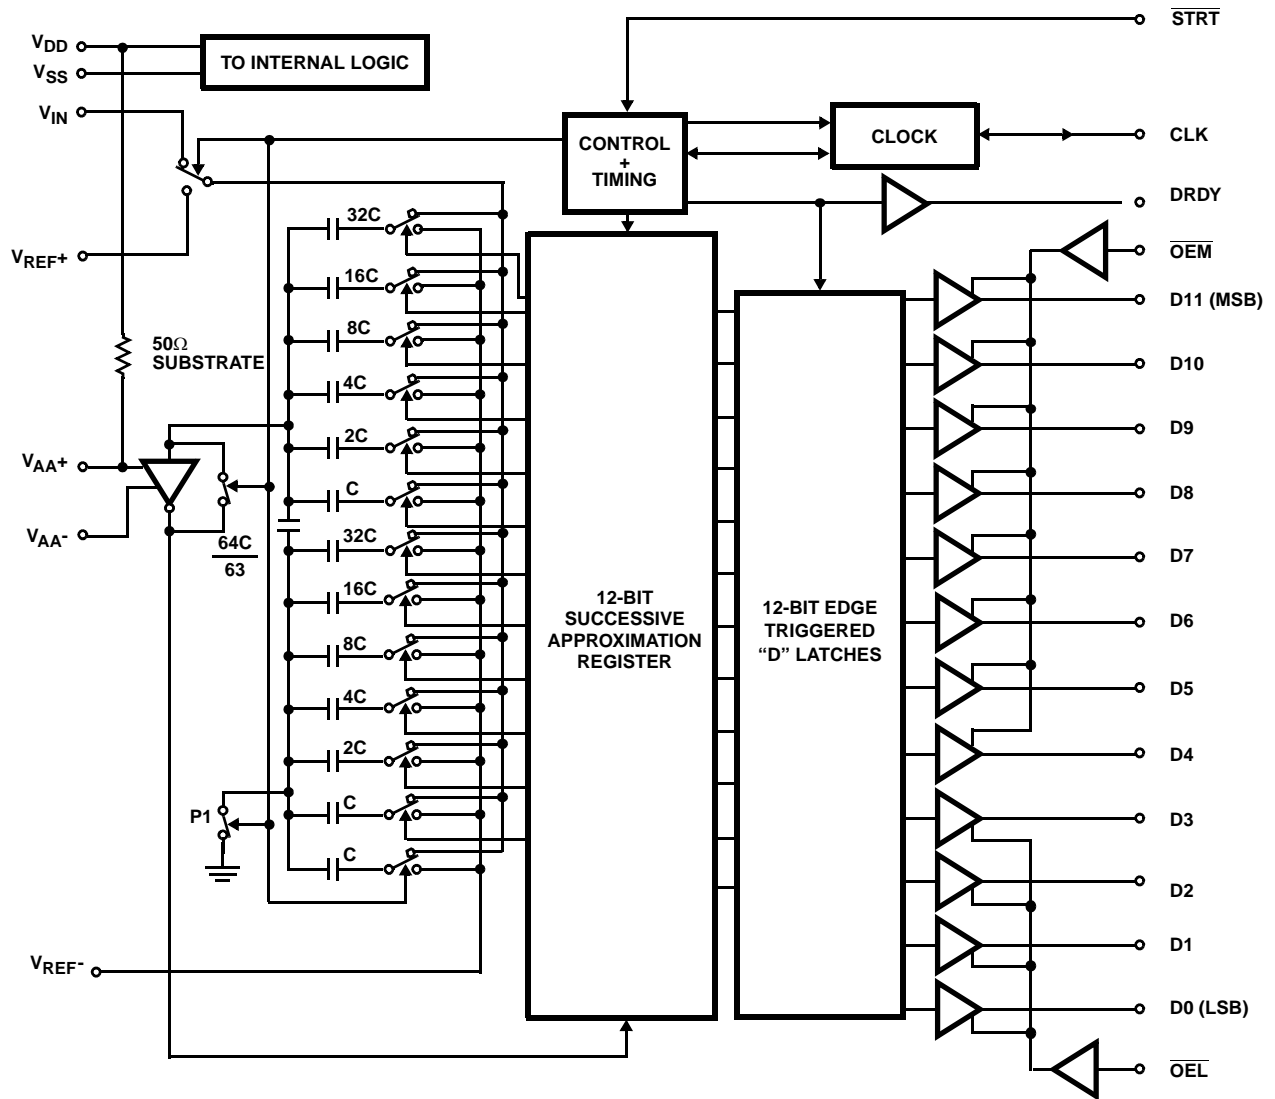 STRT
VDD
VSS
TO INTERNAL LOGIC
VIN
CONTROL
+
TIMING
CLOCK
CLK
DRDY
VREF+
OEM
32C
16C
8C
4C
2C
C
32C
16C
8C
4C
2C
C
C
50Ω
SUBSTRATE
VAA+
VAA-
64C
63
P1
VREF-
12-BIT
SUCCESSIVE
APPROXIMATION
REGISTER
12-BIT EDGE
TRIGGERED
“D” LATCHES
D11 (MSB)
D10
D9
D8
D7
D6
D5
D4
D3
D2
D1
D0 (LSB)
OEL